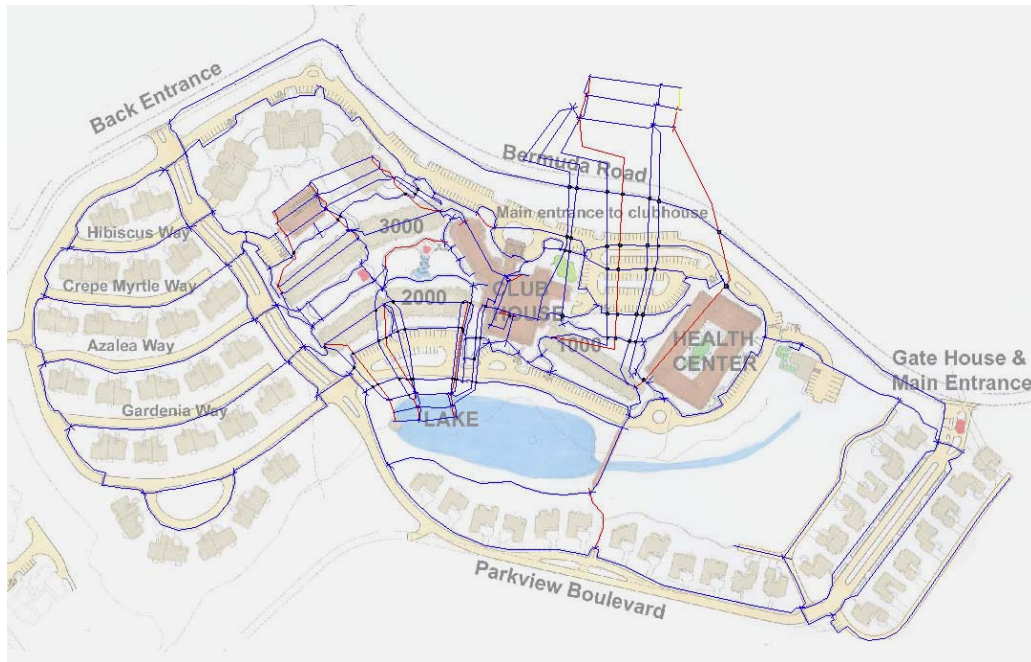 Back Entrance
Bermuda Road
Main entrance to clubhouse
Hibiscus Way
3000
Crepe Myrtle Way
2000
CLUB
HOUSE
Azalea Way
1000
HEALTH
CENTER
Gate House &
Main Entrance
Gardenia Way
LAKE
Parkview Boulevard